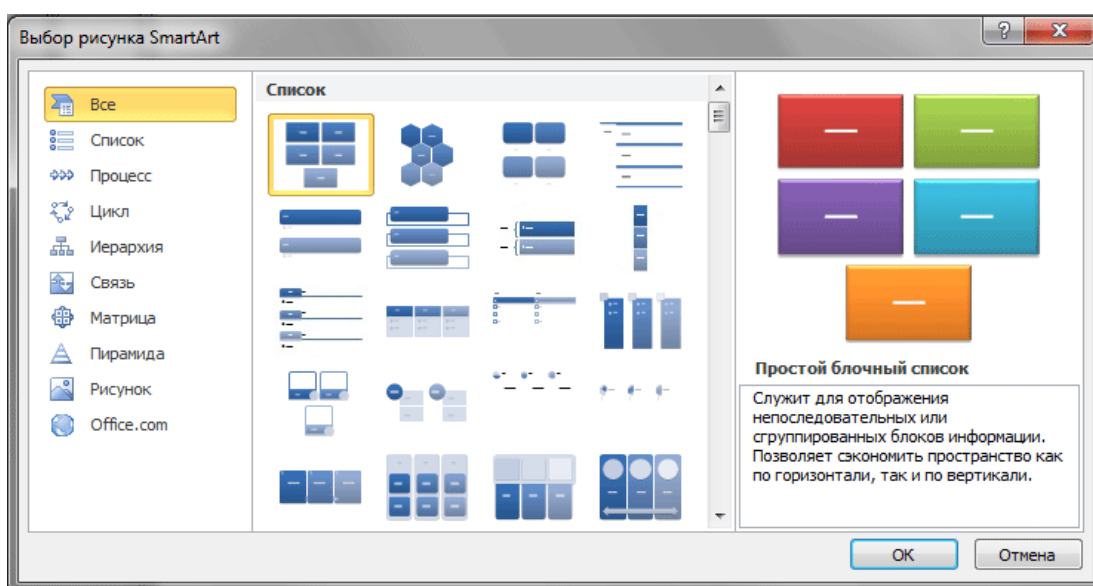 Выбор рисунка SmartArt
Все
Список
Процесс
Цикл
Иерархия
Связь
Матрица
Пирамида
Рисунок
Office.com
Список
Простой блочный список
Служит для отображения
непоследовательных или
сгруппированных блоков информации.
Позволяет сэкономить пространство как
по горизонтали, так и по вертикали.
ОК
Отмена